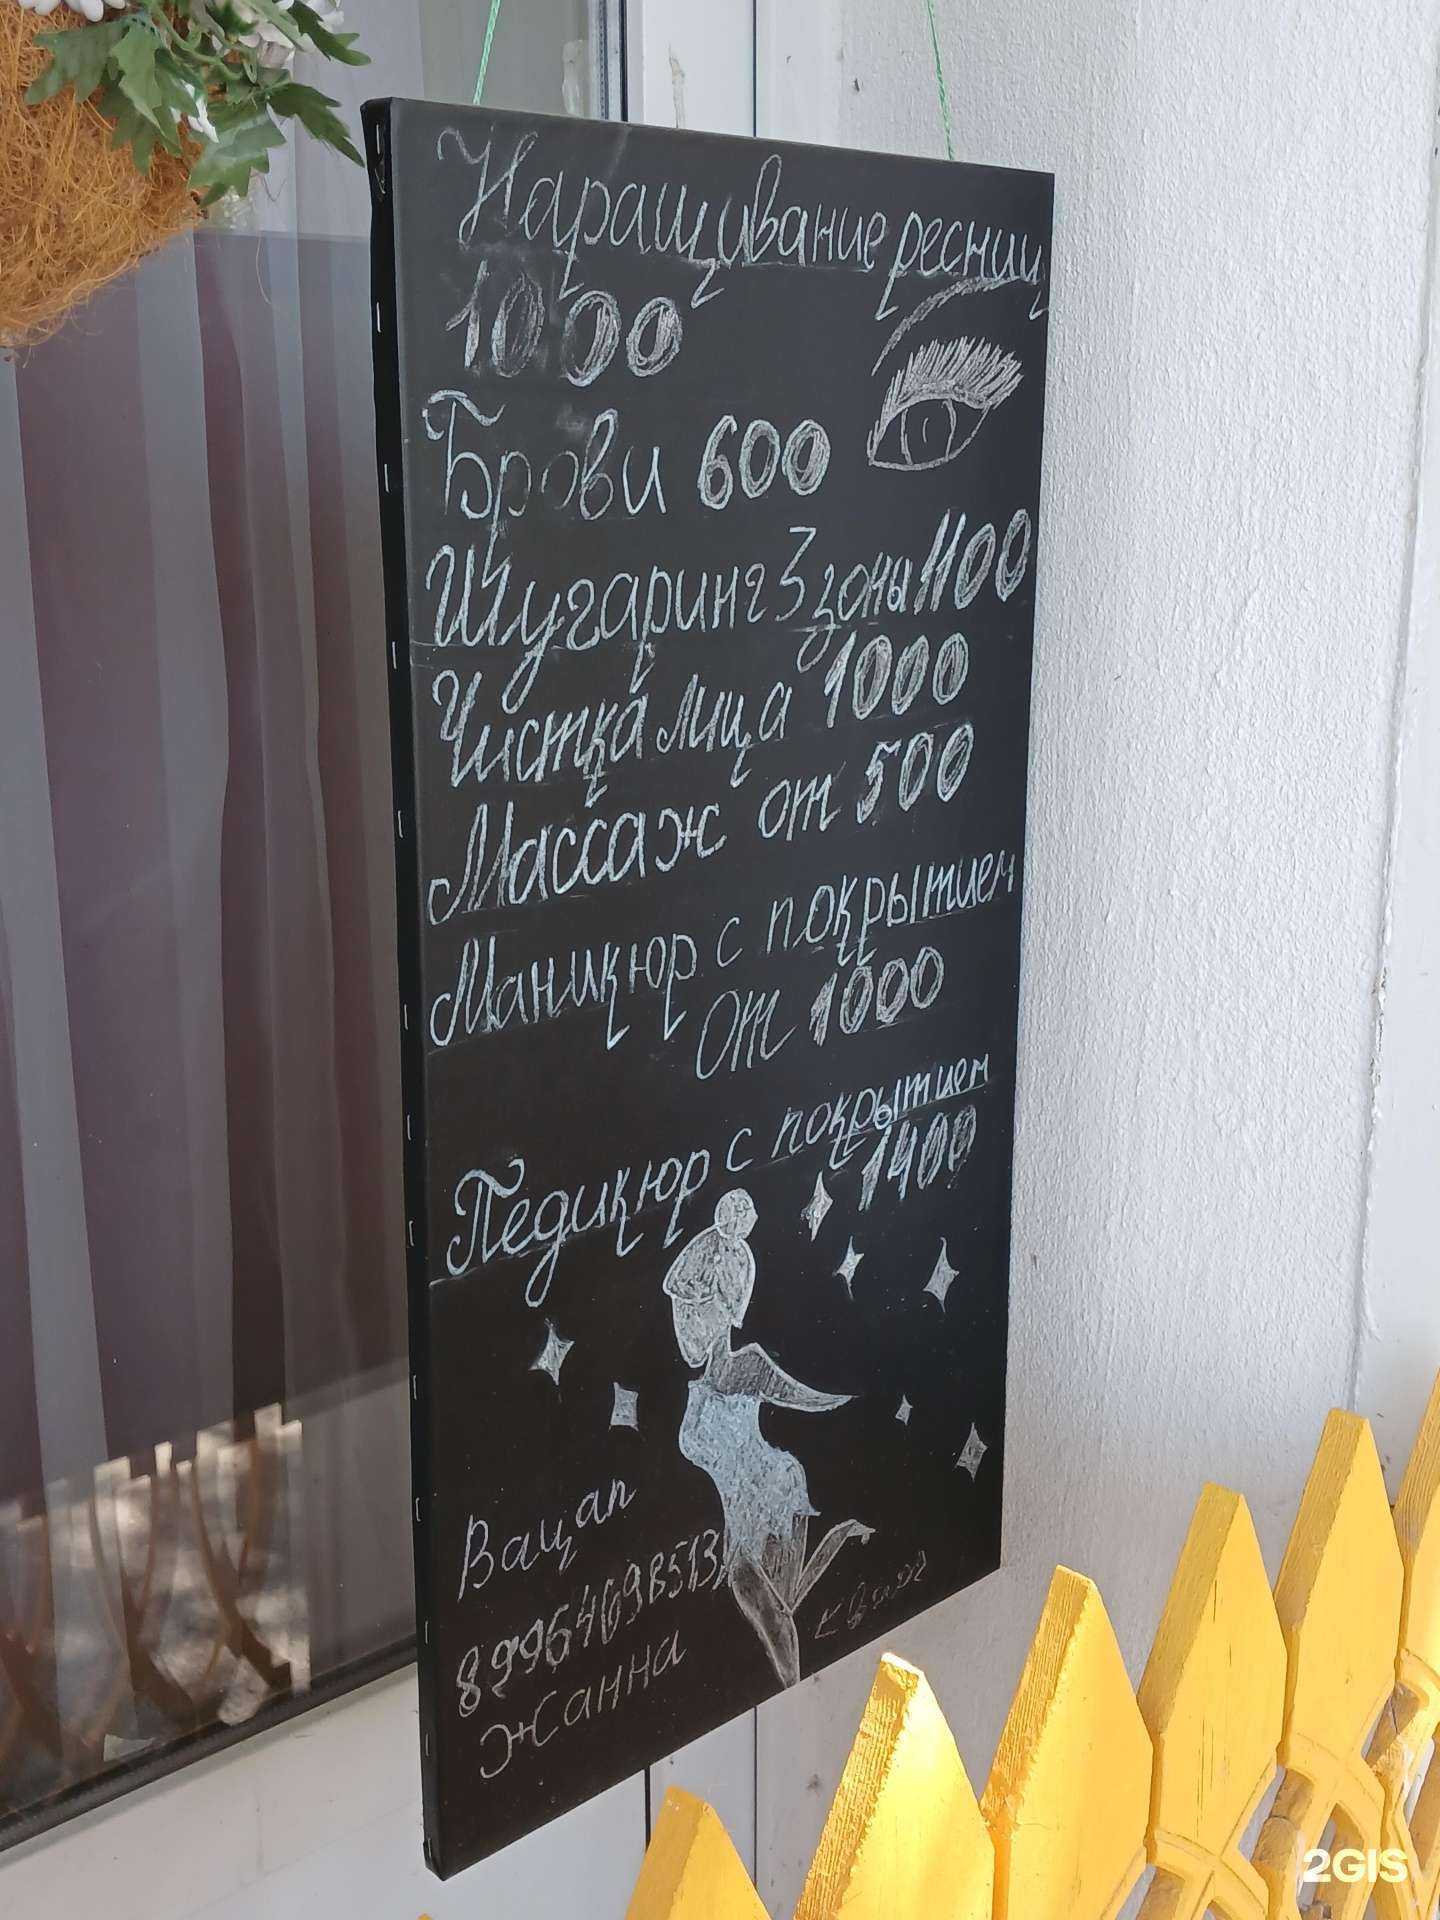 Наращивание ресниц
1000
Брови 600
Шугаринг 3 зоны 1100
Чистка лица 1000
Массаж от 500
Маникюр с покрытием
От 1000
Педикюр с покрытием
1400
Вацап
Жанна
2GIS